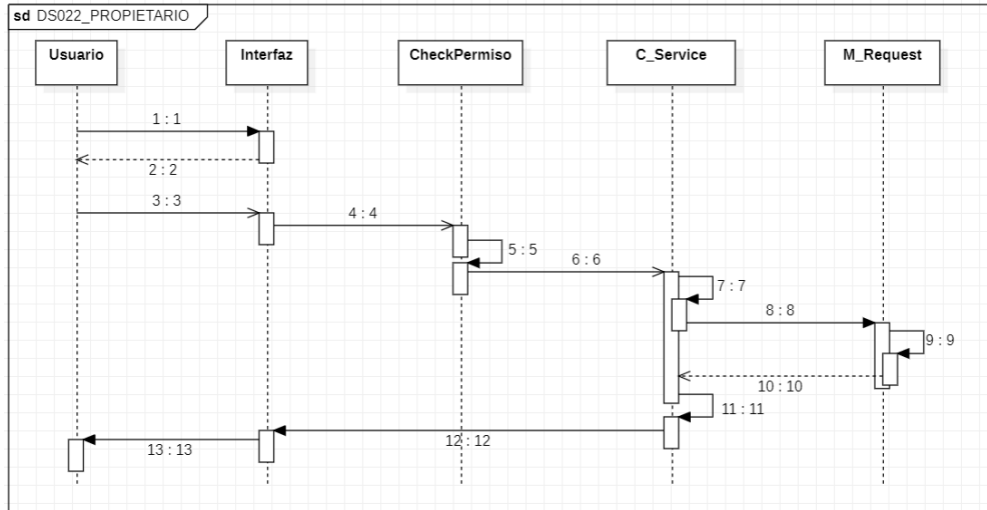 sd DS022_PROPIETARIO
Usuario
Interfaz
CheckPermiso
C_Service
M_Request
1 : 1
2 : 2
3 : 3
4 : 4
5 : 5
6 : 6
7 : 7
8 : 8
9 : 9
10 : 10
11 : 11
12 : 12
13 : 13